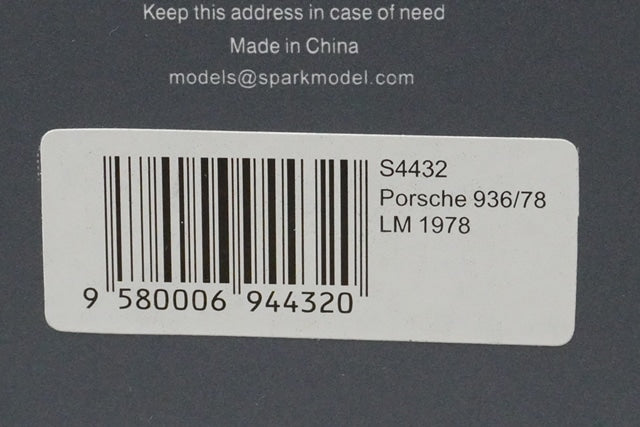 Keep this address in case of need
Made in China
models@sparkmodel.com
S4432
Porsche 936/78
LM 1978
9 580006 944320